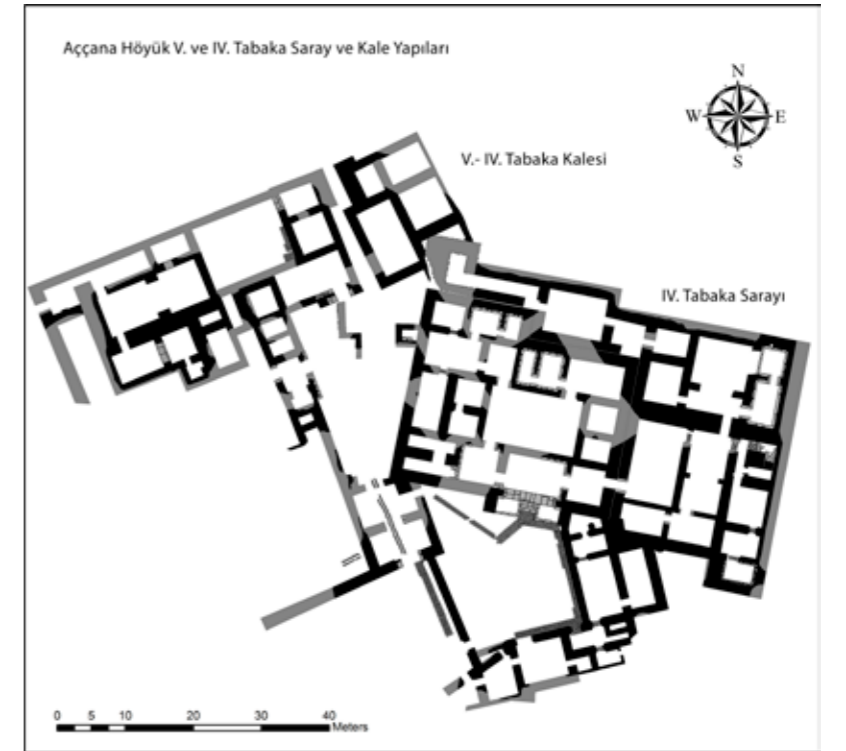 Aççana Höyük V. ve IV. Tabaka Saray ve Kale Yapıları
N
W E
S
V.- IV. Tabaka Kalesi
IV. Tabaka Sarayı
0 5 10 20 30 40
Meters